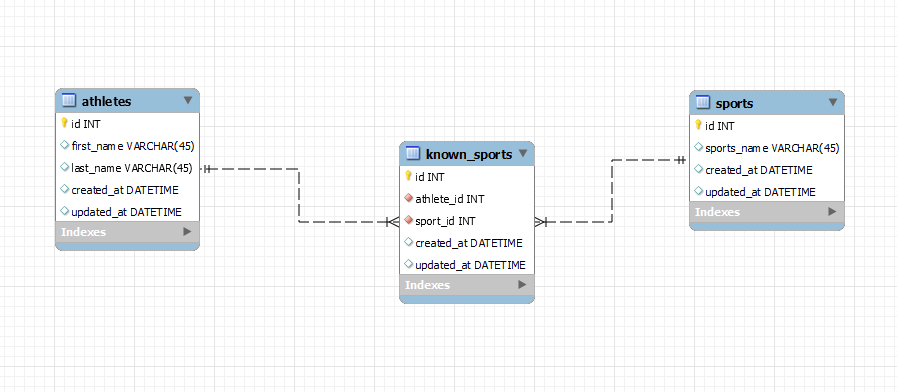 athletes
id INT
first_name VARCHAR(45)
last_name VARCHAR(45)
created_at DATETIME
updated_at DATETIME
Indexes
known_sports
id INT
athlete_id INT
sport_id INT
created_at DATETIME
updated_at DATETIME
Indexes
sports
id INT
sports_name VARCHAR(45)
created_at DATETIME
updated_at DATETIME
Indexes